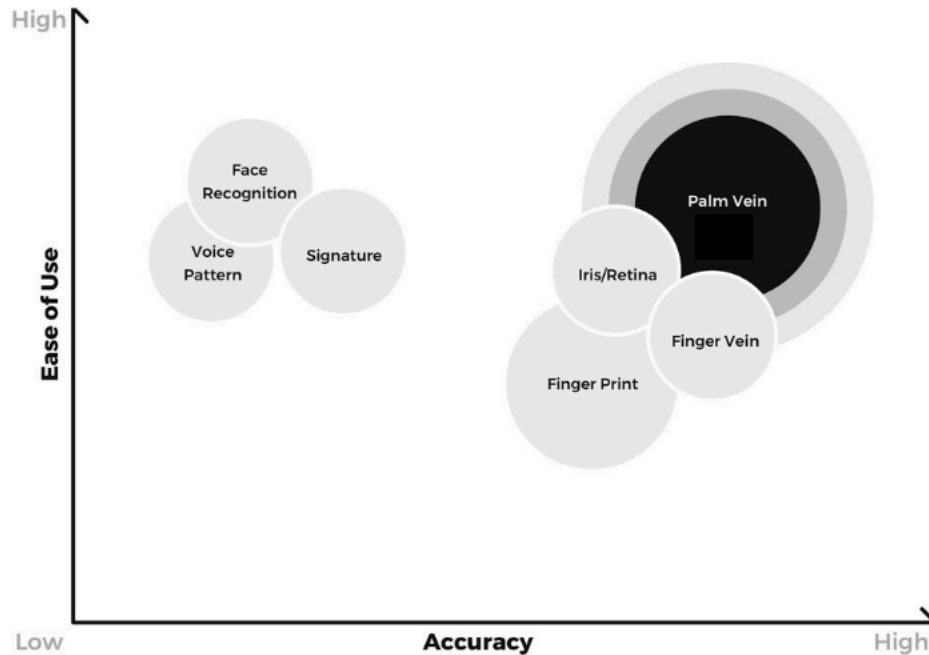 High
Face
Recognition
Palm Vein
Voice
Pattern
Signature
Iris/Retina
Ease of Use
Finger Vein
Finger Print
Low
Accuracy
High